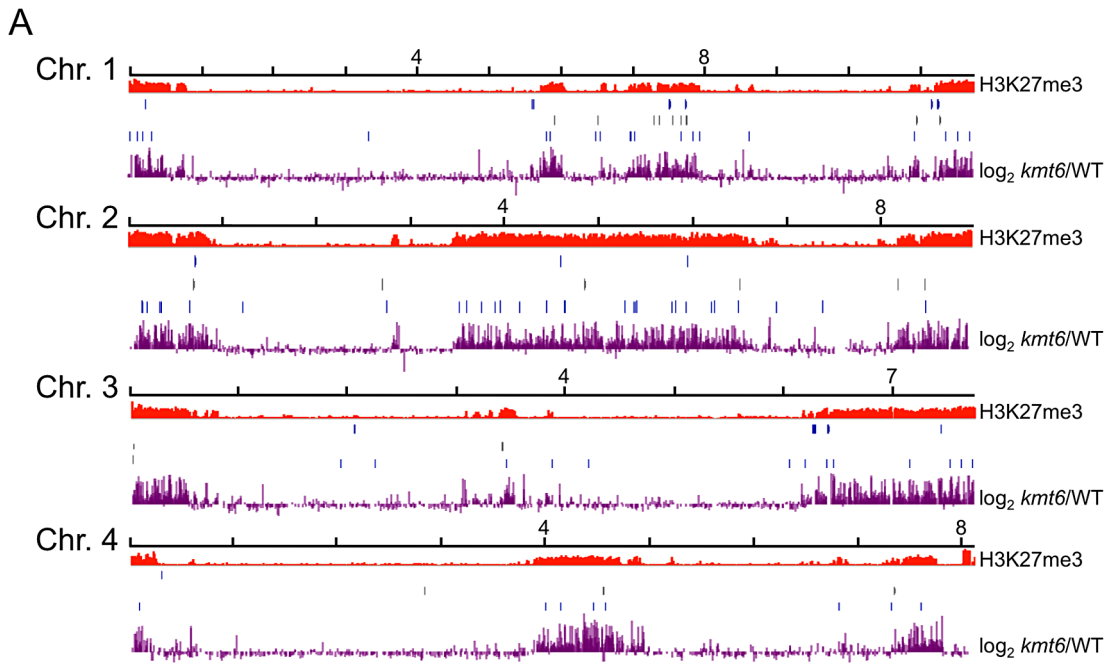 A
4 8
Chr. 1 H3K27me3
log₂ kmt6/WT
4 8
Chr. 2 H3K27me3
log₂ kmt6/WT
4 7
Chr. 3 H3K27me3
log₂ kmt6/WT
4 8
Chr. 4 H3K27me3
log₂ kmt6/WT